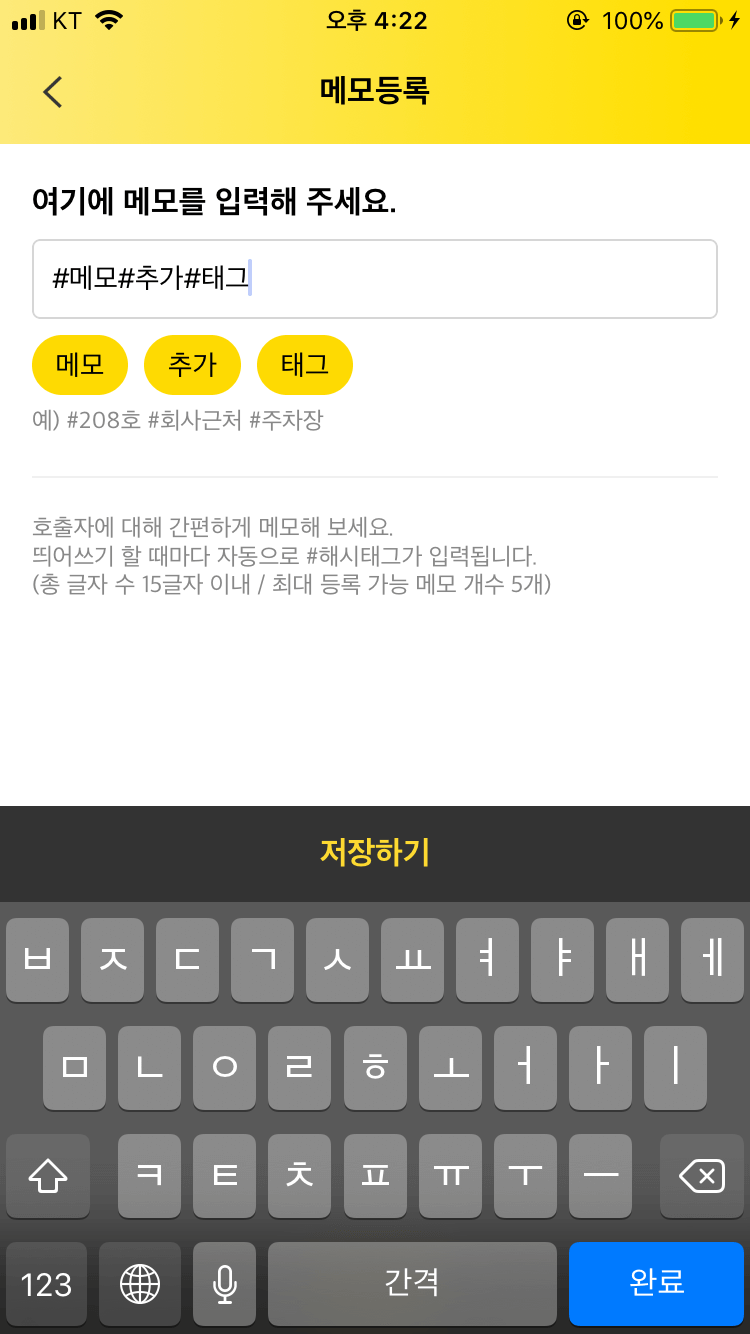 KT 오후 4:22 100%
메모등록
여기에 메모를 입력해 주세요.
#메모#추가#태그
메모 추가 태그
예) #208호 #회사근처 #주차장
호출자에 대해 간편하게 메모해 보세요.
띄어쓰기 할 때마다 자동으로 #해시태그가 입력됩니다.
(총 글자 수 15글자 이내 / 최대 등록 가능 메모 개수 5개)
저장하기
ㅂ ㅈ ㄷ ㄱ ㅅ ㅛ ㅕ ㅑ ㅐ ㅔ
ㅁ ㄴ ㅇ ㄹ ㅎ ㅗ ㅓ ㅏ ㅣ
ㅋ ㅌ ㅊ ㅍ ㅠ ㅜ ㅡ
123 간격 완료